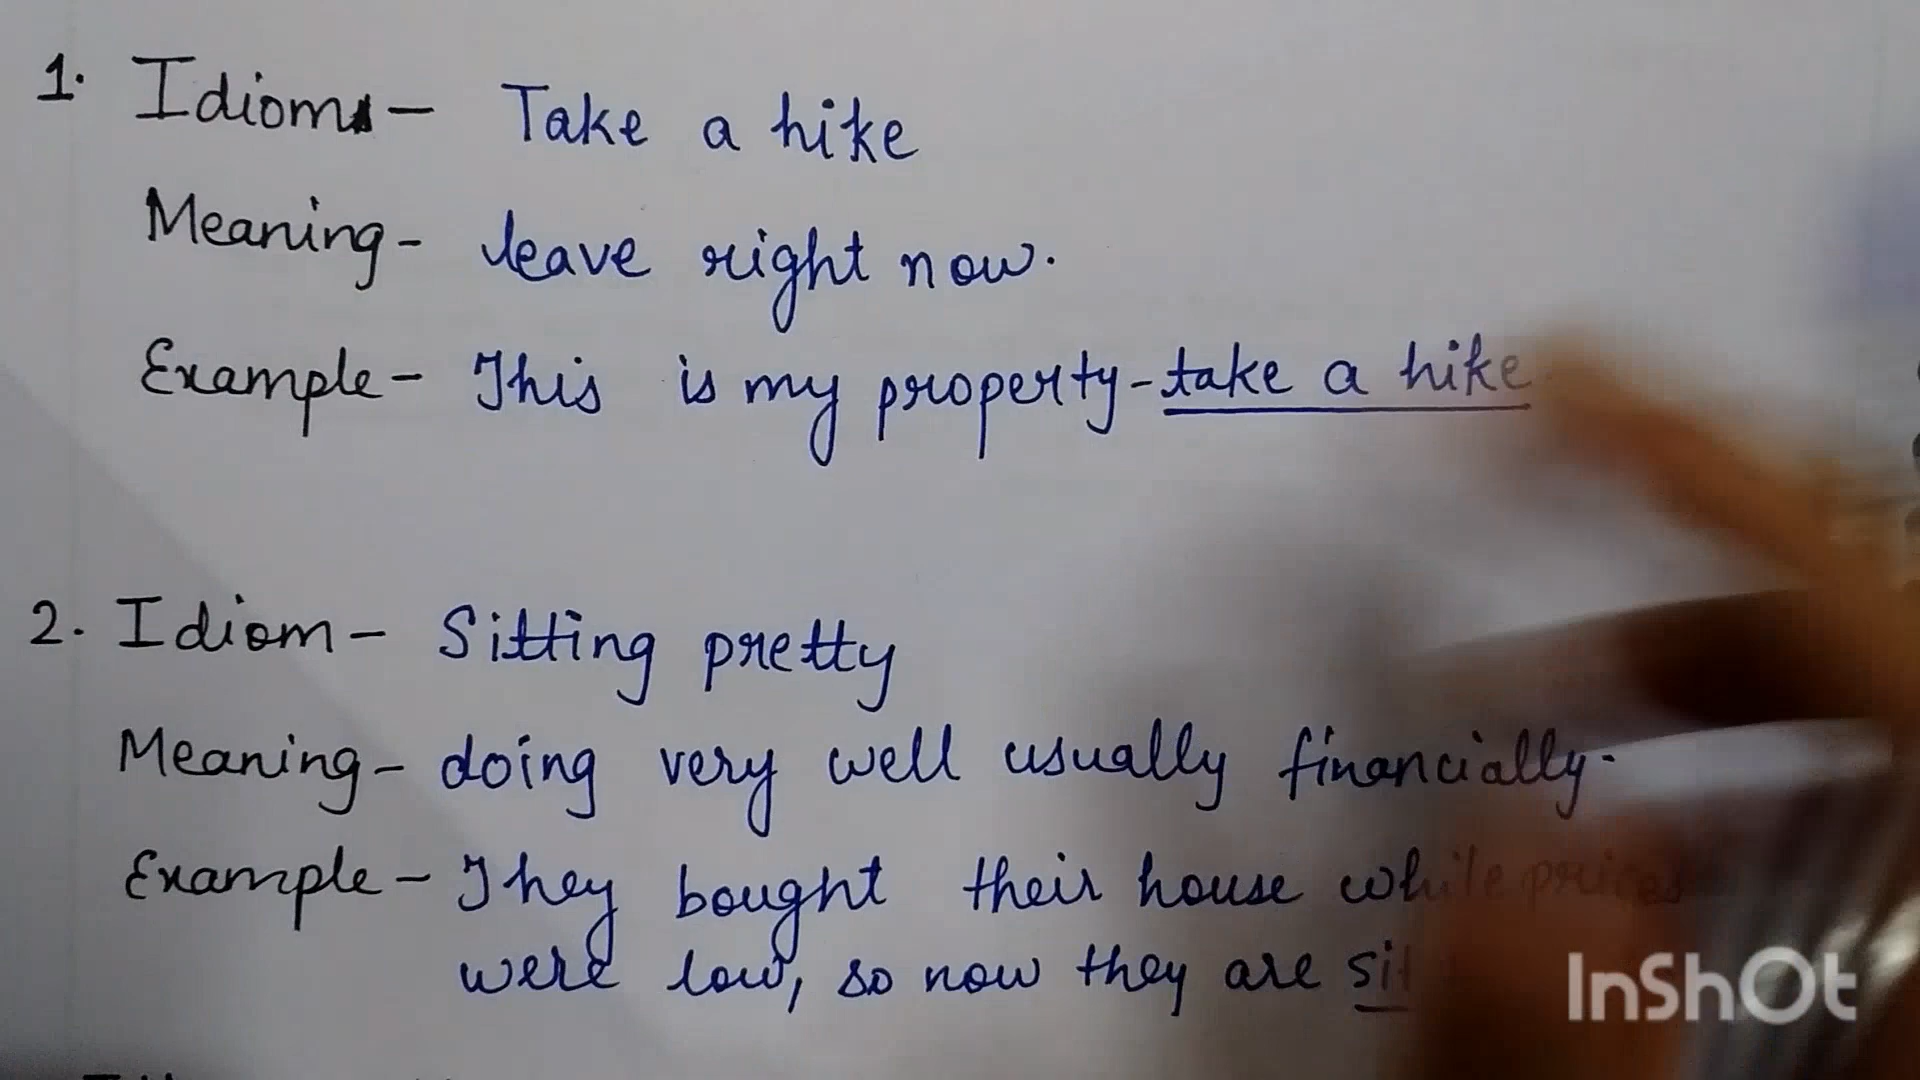 1. Idiom - Take a hike
Meaning - leave right now.
Example - This is my property - take a hike
2. Idiom - Sitting pretty
Meaning - doing very well usually financially.
Example - They bought their house while prices
were low, so now they are
InShOt